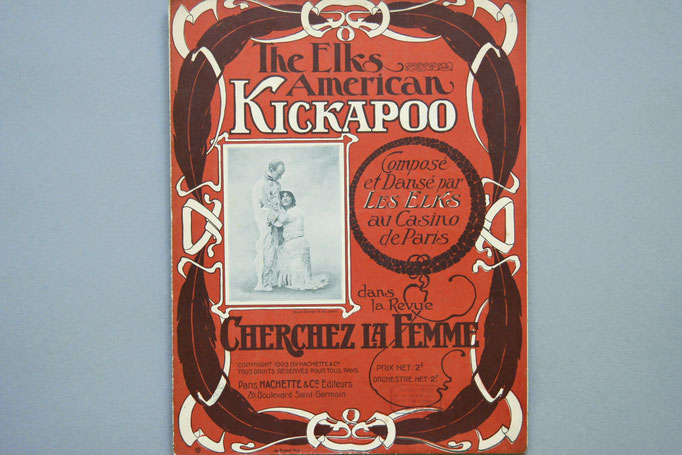 The Elks
American
KICKAPOO
Composé
et Dansé par
LES ELKS
au Casino
de Paris
dans
la Revue
CHERCHEZ LA FEMME
COPYRIGHT 1903 BY HACHETTE & Cie
TOUS DROITS RÉSERVÉS POUR TOUS PAYS
Paris, HACHETTE & Cie Editeurs
79, Boulevard Saint-Germain
PRIX NET: 2f
ORCHESTRE NET: 2f